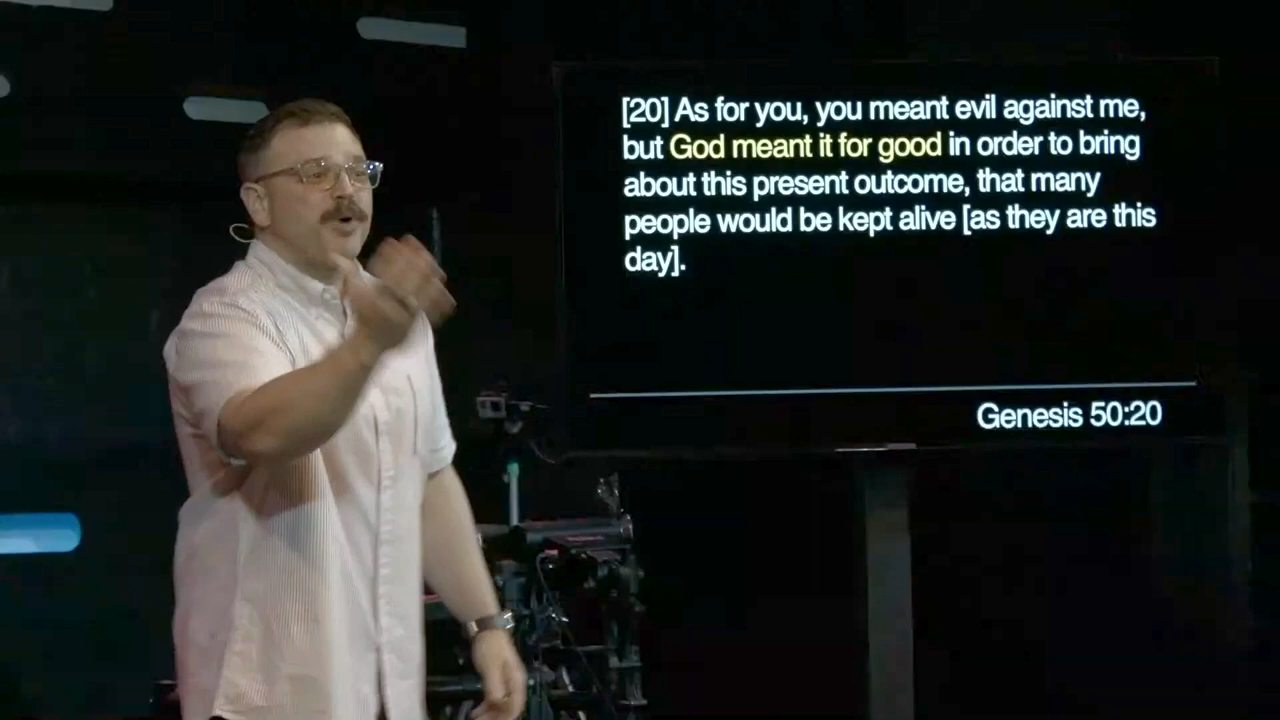 [20] As for you, you meant evil against me,
but God meant it for good in order to bring
about this present outcome, that many
people would be kept alive [as they are this
day].
Genesis 50:20